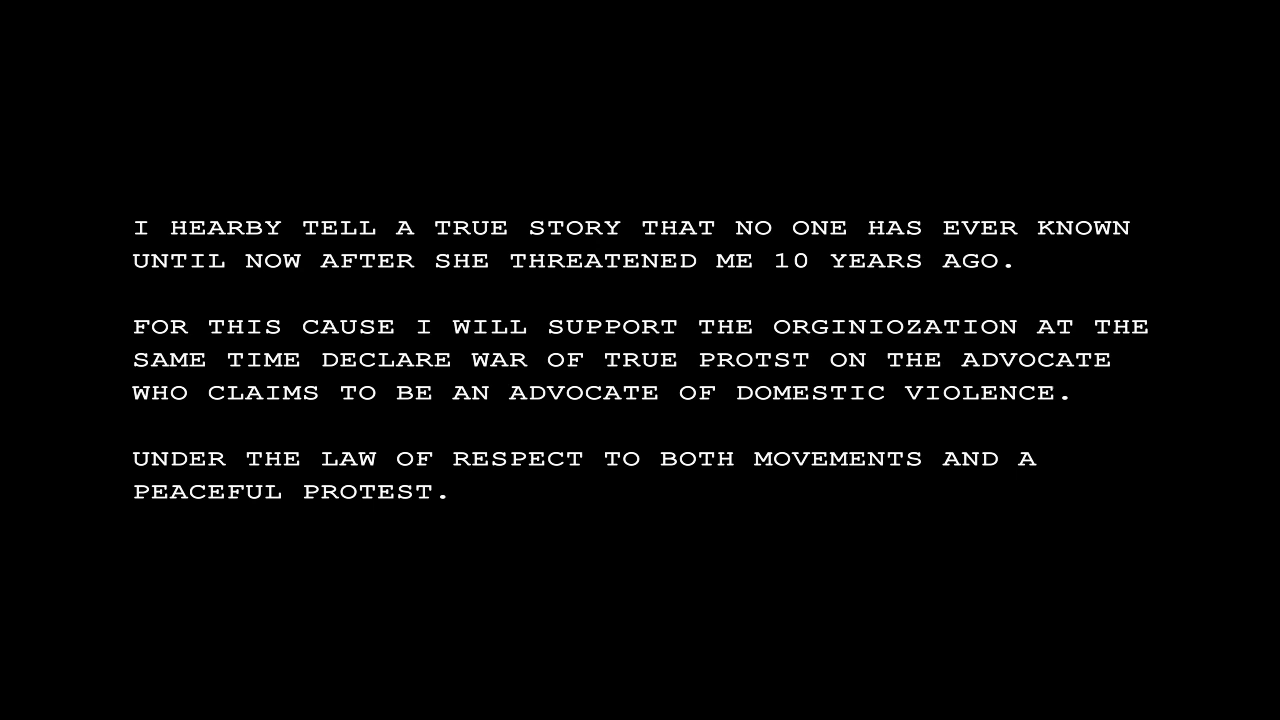 I HEARBY TELL A TRUE STORY THAT NO ONE HAS EVER KNOWN
UNTIL NOW AFTER SHE THREATENED ME 10 YEARS AGO.
FOR THIS CAUSE I WILL SUPPORT THE ORGINIOZATION AT THE
SAME TIME DECLARE WAR OF TRUE PROTST ON THE ADVOCATE
WHO CLAIMS TO BE AN ADVOCATE OF DOMESTIC VIOLENCE.
UNDER THE LAW OF RESPECT TO BOTH MOVEMENTS AND A
PEACEFUL PROTEST.